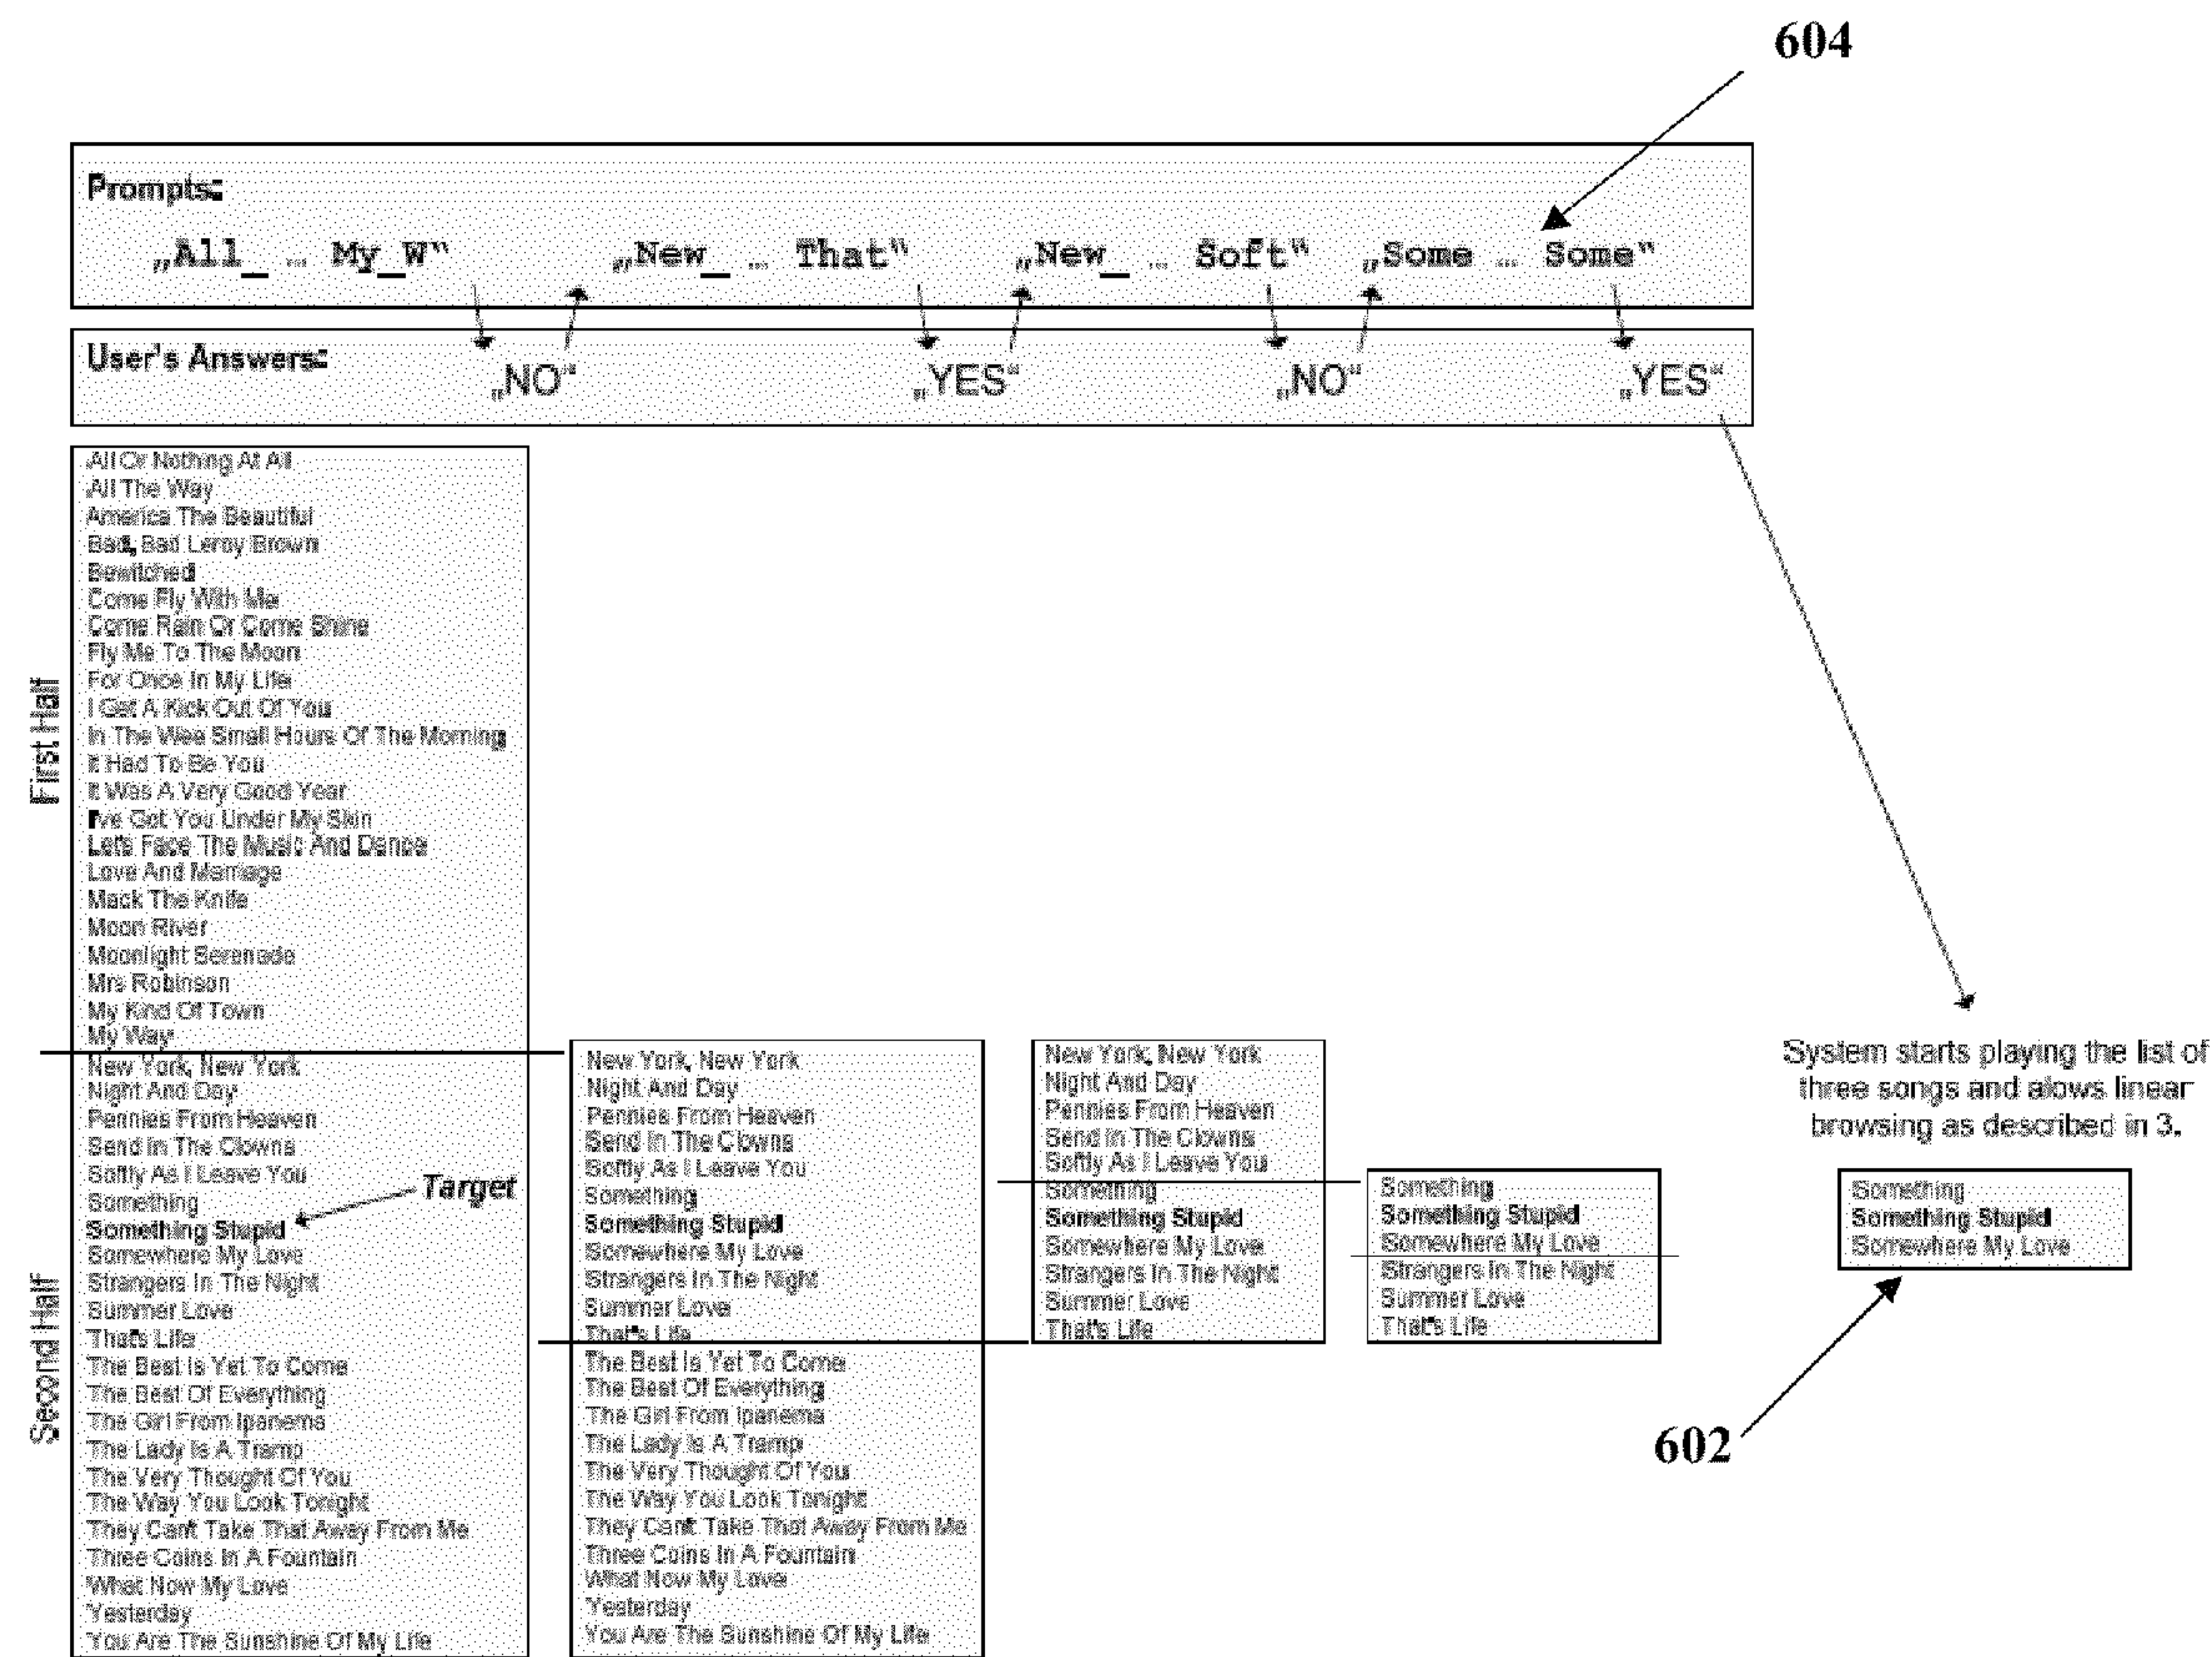 604
Prompts:
„All_ … My_W“ „New_ … That“ „New_ … Soft“ „Some … Some“
User's Answers:
„NO“ „YES“ „NO“ „YES“
First Half
All Or Nothing At All
All The Way
America The Beautiful
Bad, Bad Leroy Brown
Bewitched
Come Fly With Me
Come Rain Or Come Shine
Fly Me To The Moon
For Once In My Life
I Get A Kick Out Of You
In The Wee Small Hours Of The Morning
It Had To Be You
It Was A Very Good Year
I've Got You Under My Skin
Let's Face The Music And Dance
Love And Marriage
Mack The Knife
Moon River
Moonlight Serenade
Mrs Robinson
My Kind Of Town
My Way
Second Half
New York, New York
Night And Day
Pennies From Heaven
Send In The Clowns
Softly As I Leave You
Something
Something Stupid
Target
Somewhere My Love
Strangers In The Night
Summer Love
That's Life
The Best Is Yet To Come
The Best Of Everything
The Girl From Ipanema
The Lady Is A Tramp
The Very Thought Of You
The Way You Look Tonight
They Can't Take That Away From Me
Three Coins In A Fountain
What Now My Love
Yesterday
You Are The Sunshine Of My Life
New York, New York
Night And Day
Pennies From Heaven
Send In The Clowns
Softly As I Leave You
Something
Something Stupid
Somewhere My Love
Strangers In The Night
Summer Love
That's Life
The Best Is Yet To Come
The Best Of Everything
The Girl From Ipanema
The Lady Is A Tramp
The Very Thought Of You
The Way You Look Tonight
They Can't Take That Away From Me
Three Coins In A Fountain
What Now My Love
Yesterday
You Are The Sunshine Of My Life
New York, New York
Night And Day
Pennies From Heaven
Send In The Clowns
Softly As I Leave You
Something
Something Stupid
Somewhere My Love
Strangers In The Night
Summer Love
That's Life
Something
Something Stupid
Somewhere My Love
Strangers In The Night
Summer Love
That's Life
System starts playing the list of
three songs and alows linear
browsing as described in 3.
Something
Something Stupid
Somewhere My Love
602